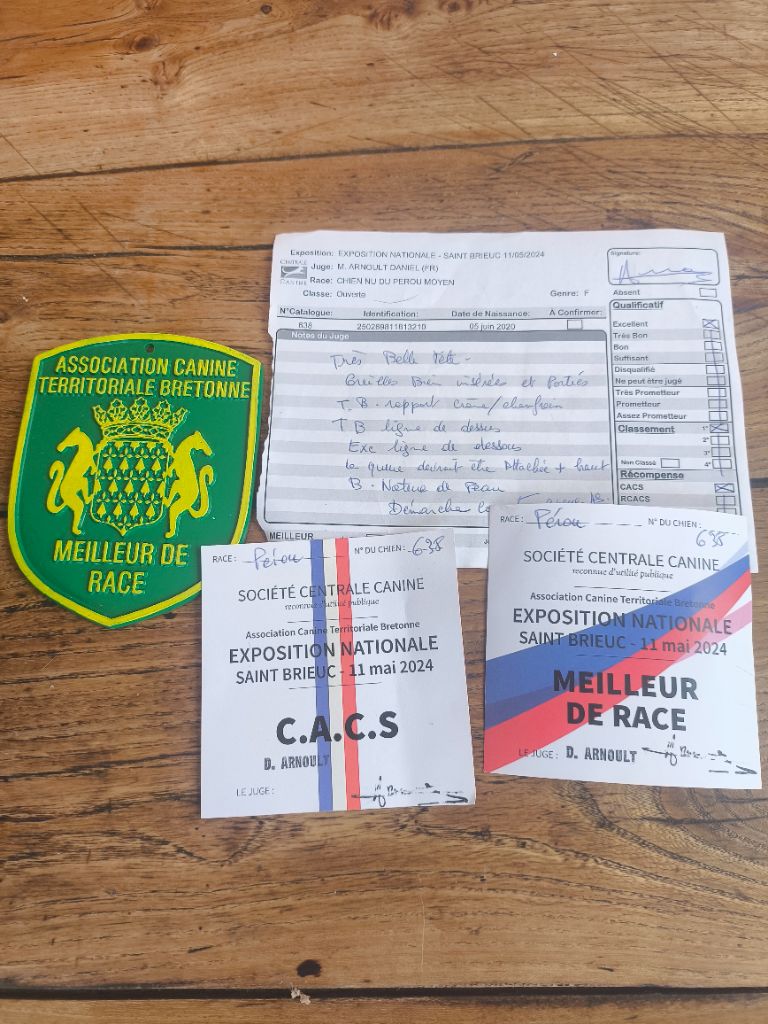 Exposition: EXPOSITION NATIONALE - SAINT BRIEUC 11/05/2024
Juge: M. ARNOULT DANIEL (FR)
Race: CHIEN NU DU PEROU MOYEN
Classe: Ouverte
Genre: F
Signature:
Absent
N°Catalogue: Identification: Date de Naissance: A Confirmer:
638 250269811813210 05 juin 2020
Notes du Juge
Très Belle tête -
Oreilles Bien insérées et Portées
T.B. rapport crâne/chanfrein
TB ligne de dessus
Exc ligne de dessous
la queue devrait être Attachée + haut
B. Texture de Peau
Démarche
MEILLEUR
Qualificatif
Excellent
Très Bon
Bon
Suffisant
Disqualifié
Ne peut être jugé
Très Prometteur
Prometteur
Assez Prometteur
Classement 1°
2°
3°
Non Classé 4°
Récompense
CACS
RCACS
ASSOCIATION CANINE
TERRITORIALE BRETONNE
MEILLEUR DE
RACE
RACE: Pérou N° DU CHIEN: 638
SOCIÉTÉ CENTRALE CANINE
reconnue d'utilité publique
Association Canine Territoriale Bretonne
EXPOSITION NATIONALE
SAINT BRIEUC - 11 mai 2024
C.A.C.S
D. ARNOULT
LE JUGE:
RACE: Pérou N° DU CHIEN: 638
SOCIÉTÉ CENTRALE CANINE
reconnue d'utilité publique
Association Canine Territoriale Bretonne
EXPOSITION NATIONALE
SAINT BRIEUC - 11 mai 2024
MEILLEUR
DE RACE
LE JUGE: D. ARNOULT